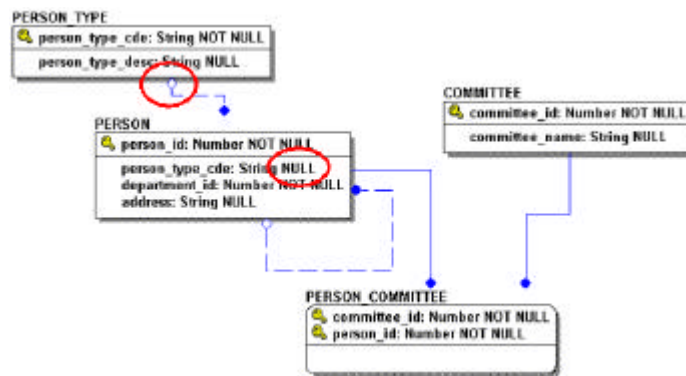 PERSON_TYPE
person_type_cde: String NOT NULL
person_type_desc: String NULL
COMMITTEE
committee_id: Number NOT NULL
committee_name: String NULL
PERSON
person_id: Number NOT NULL
person_type_cde: String NULL
department_id: Number NOT NULL
address: String NULL
PERSON_COMMITTEE
committee_id: Number NOT NULL
person_id: Number NOT NULL